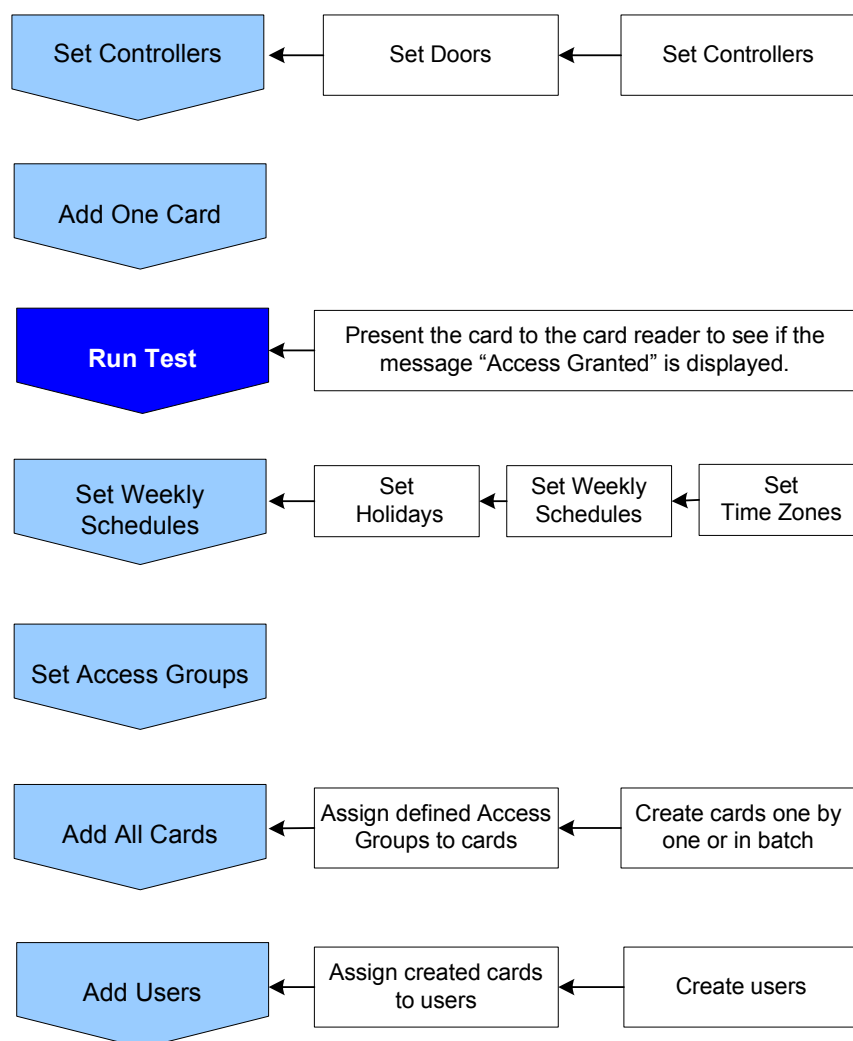 Set Controllers
Set Doors
Set Controllers
Add One Card
Run Test
Present the card to the card reader to see if the
message “Access Granted” is displayed.
Set Weekly
Schedules
Set
Holidays
Set Weekly
Schedules
Set
Time Zones
Set Access Groups
Add All Cards
Assign defined Access
Groups to cards
Create cards one by
one or in batch
Add Users
Assign created cards
to users
Create users